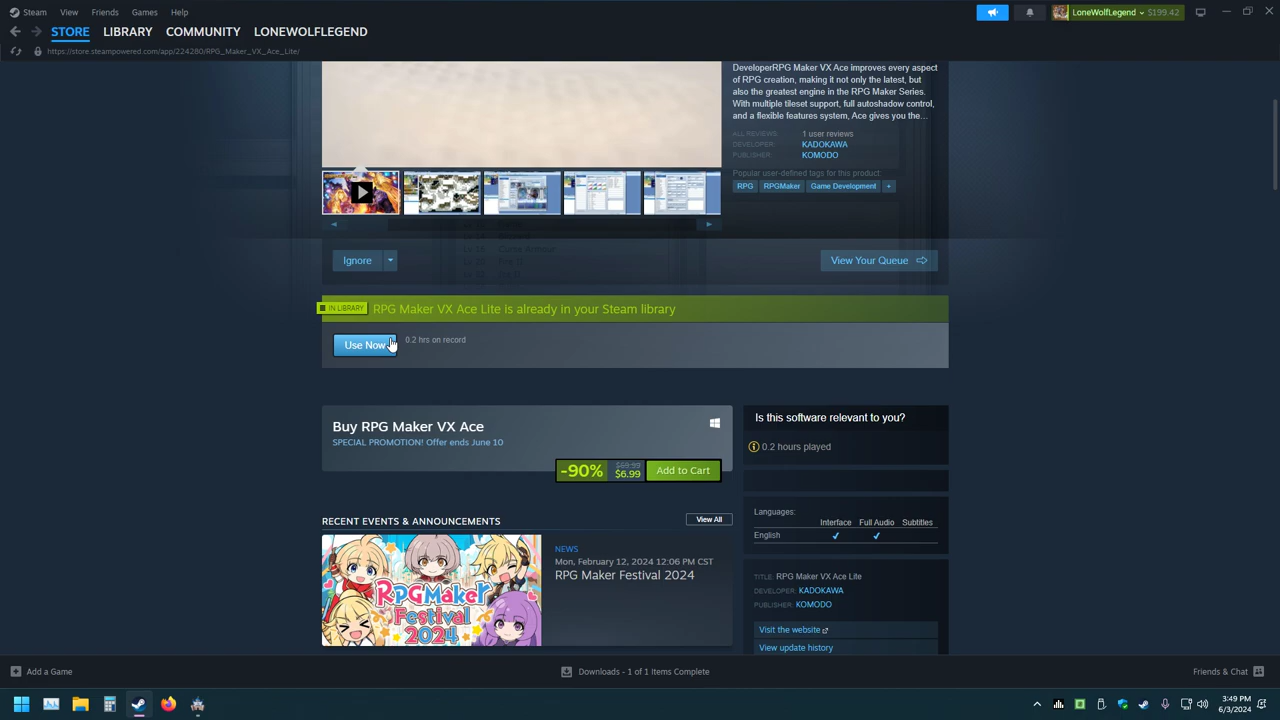 Steam View Friends Games Help
LoneWolfLegend $199.42
STORE LIBRARY COMMUNITY LONEWOLFLEGEND
https://store.steampowered.com/app/224280/RPG_Maker_VX_Ace_Lite/
DeveloperRPG Maker VX Ace improves every aspect
of RPG creation, making it not only the latest, but
also the greatest engine in the RPG Maker Series.
With multiple tileset support, full autoshadow control,
and a flexible features system, Ace gives you the...
ALL REVIEWS: 1 user reviews
DEVELOPER: KADOKAWA
PUBLISHER: KOMODO
Popular user-defined tags for this product:
RPG RPGMaker Game Development +
Ignore
View Your Queue
IN LIBRARY RPG Maker VX Ace Lite is already in your Steam library
Use Now 0.2 hrs on record
Buy RPG Maker VX Ace
SPECIAL PROMOTION! Offer ends June 10
-90% $69.99 $6.99 Add to Cart
Is this software relevant to you?
0.2 hours played
RECENT EVENTS & ANNOUNCEMENTS View All
RPGMaker
Festival
2024
NEWS
Mon, February 12, 2024 12:06 PM CST
RPG Maker Festival 2024
Languages:
Interface Full Audio Subtitles
English ✔ ✔
TITLE: RPG Maker VX Ace Lite
DEVELOPER: KADOKAWA
PUBLISHER: KOMODO
Visit the website
View update history
Add a Game
Downloads - 1 of 1 Items Complete
Friends & Chat
3:49 PM
6/3/2024